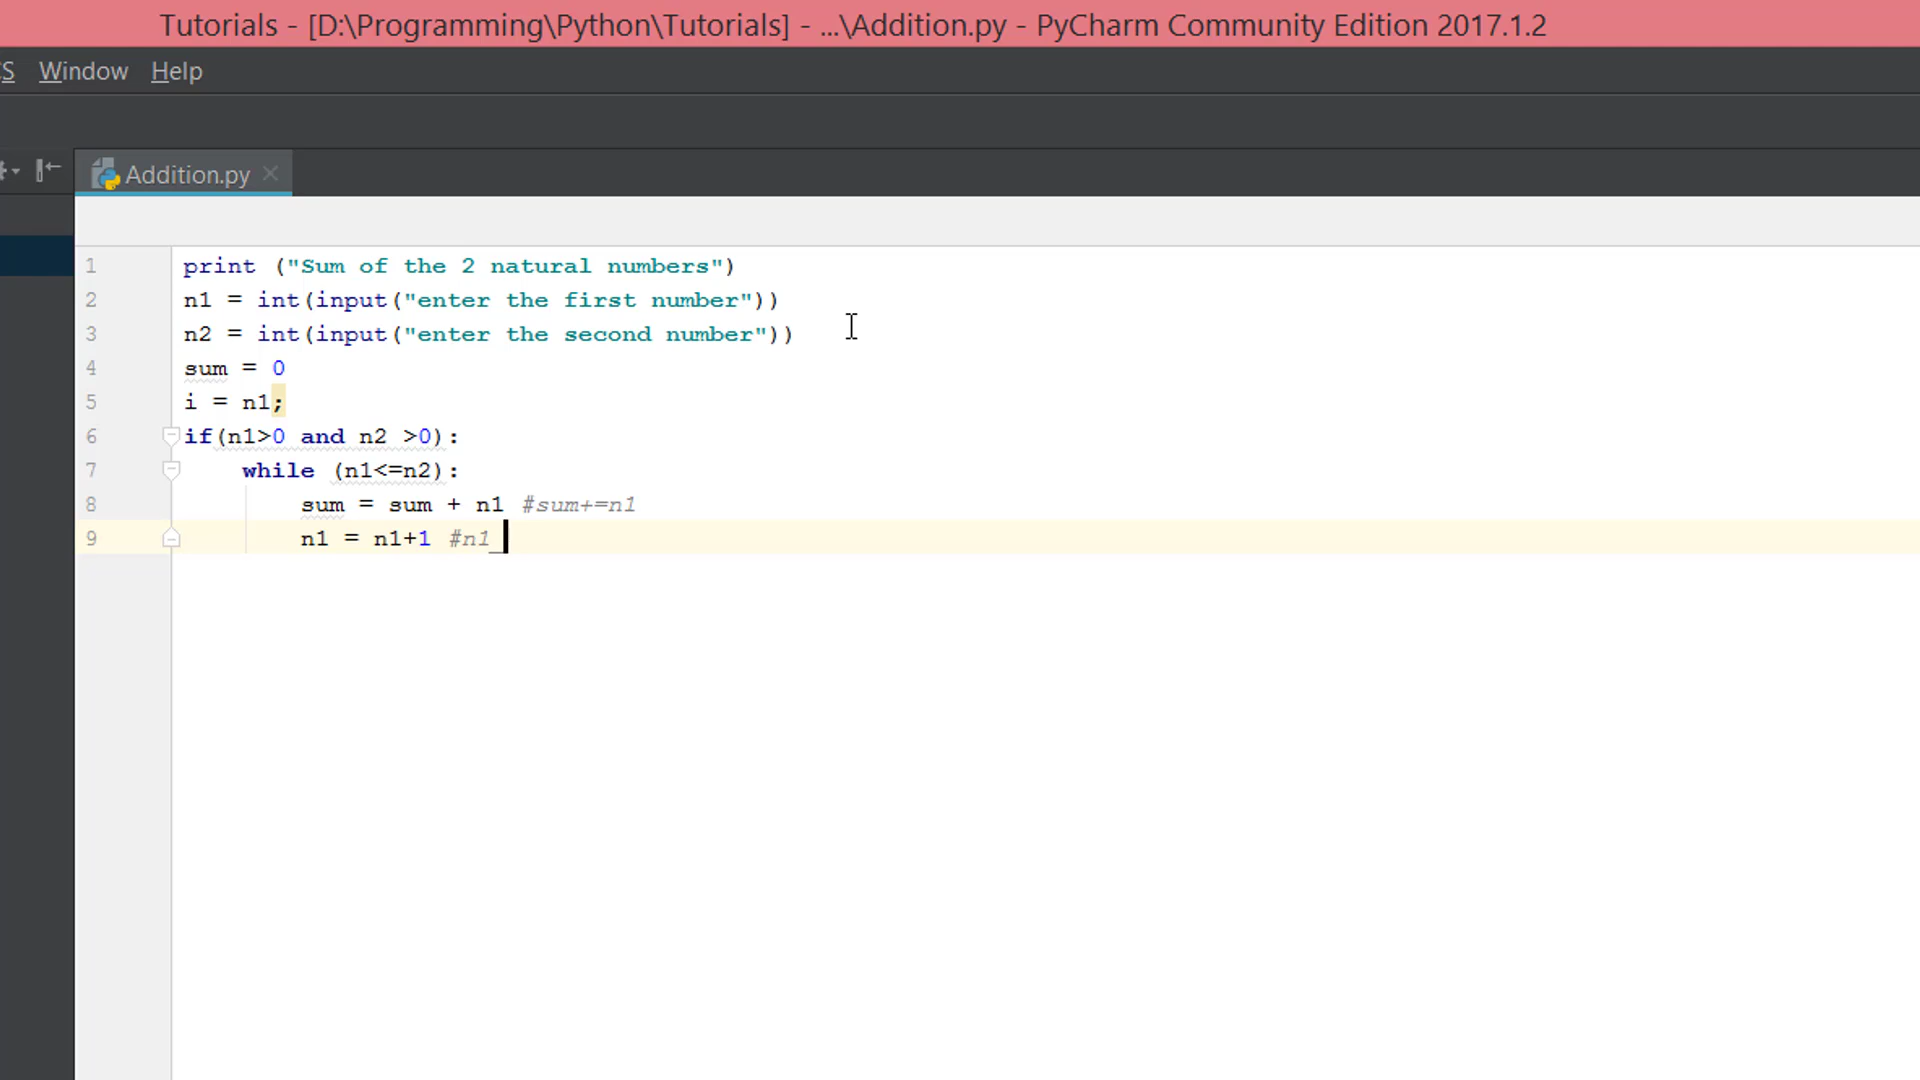 Tutorials - [D:\Programming\Python\Tutorials] - ...\Addition.py - PyCharm Community Edition 2017.1.2
CS Window Help
Addition.py
1 print ("Sum of the 2 natural numbers")
2 n1 = int(input("enter the first number"))
3 n2 = int(input("enter the second number"))
4 sum = 0
5 i = n1;
6 if(n1>0 and n2 >0):
7 while (n1<=n2):
8 sum = sum + n1 #sum+=n1
9 n1 = n1+1 #n1_